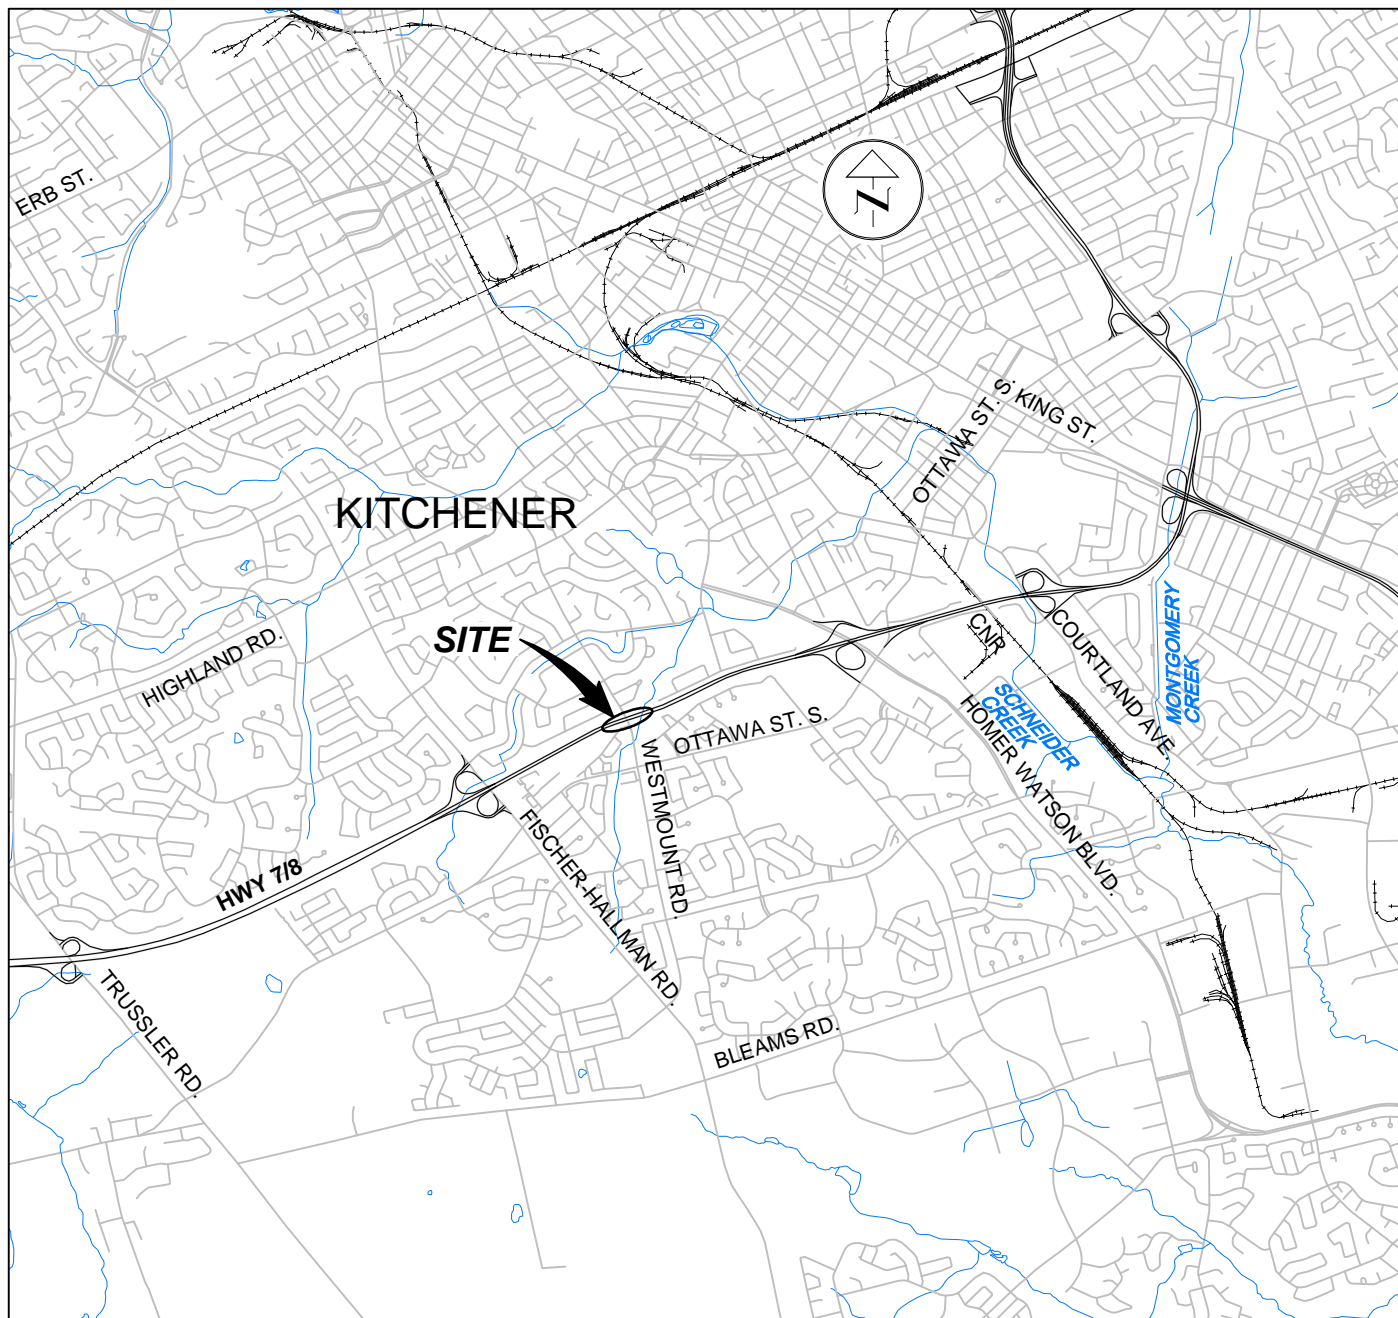 ERB ST.
N
OTTAWA ST. S.
KING ST.
KITCHENER
HIGHLAND RD.
SITE
CNR
COURTLAND AVE.
MONTGOMERY
CREEK
SCHNEIDER
CREEK
HOMER WATSON BLVD.
OTTAWA ST. S.
WESTMOUNT RD.
FISCHER-HALLMAN RD.
HWY 7/8
TRUSSLER RD.
BLEAMS RD.